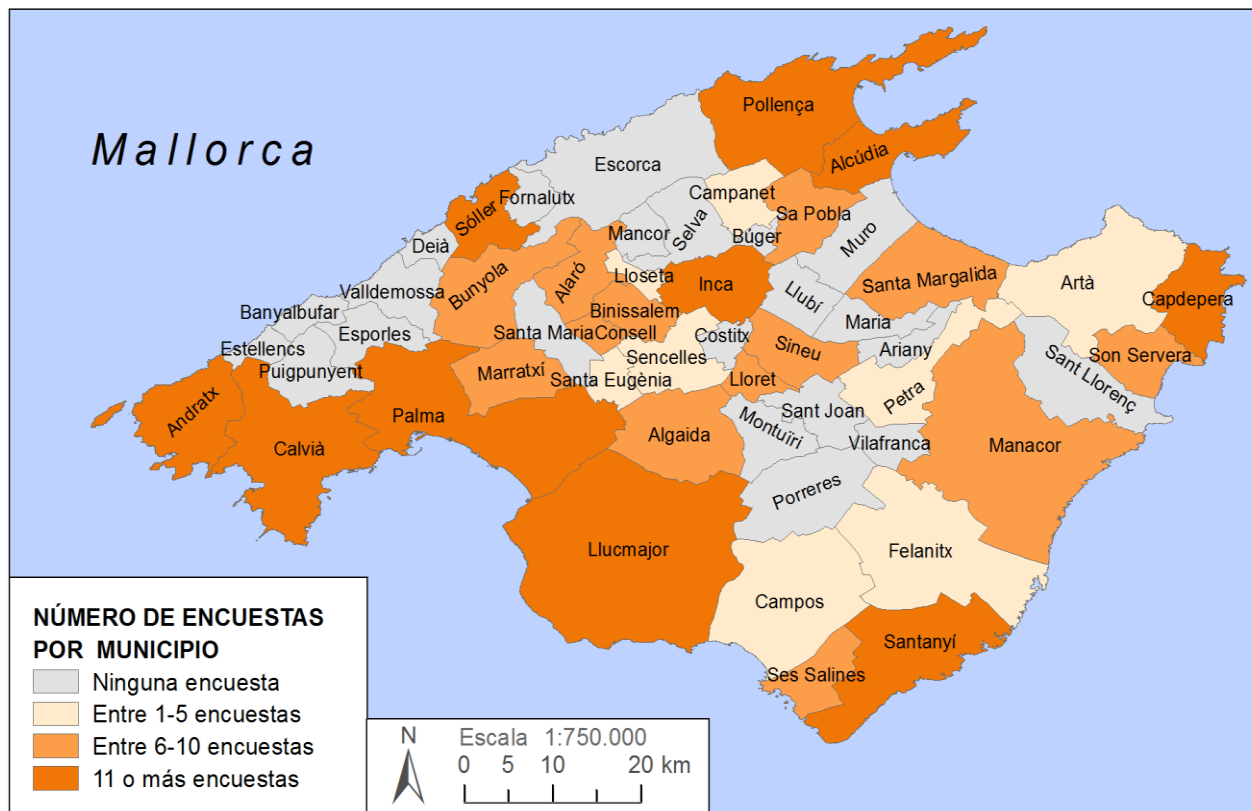 Mallorca
Pollença
Alcúdia
Escorca
Fornalutx
Campanet
Sa Pobla
Sóller
Mancor
Selva
Búger
Muro
Deià
Bunyola
Alaró
Lloseta
Inca
Llubí
Santa Margalida
Artà
Capdepera
Valldemossa
Banyalbufar
Binissalem
Maria
Esporles
Santa Maria
Consell
Costitx
Sineu
Ariany
Son Servera
Estellencs
Sencelles
Sant Llorenç
Puigpunyent
Marratxí
Santa Eugènia
Lloret
Petra
Andratx
Palma
Sant Joan
Calvià
Algaida
Montuïri
Vilafranca
Manacor
Porreres
Llucmajor
Felanitx
Campos
Santanyí
Ses Salines
NÚMERO DE ENCUESTAS
POR MUNICIPIO
Ninguna encuesta
Entre 1-5 encuestas
Entre 6-10 encuestas
11 o más encuestas
N
Escala 1:750.000
0 5 10 20 km